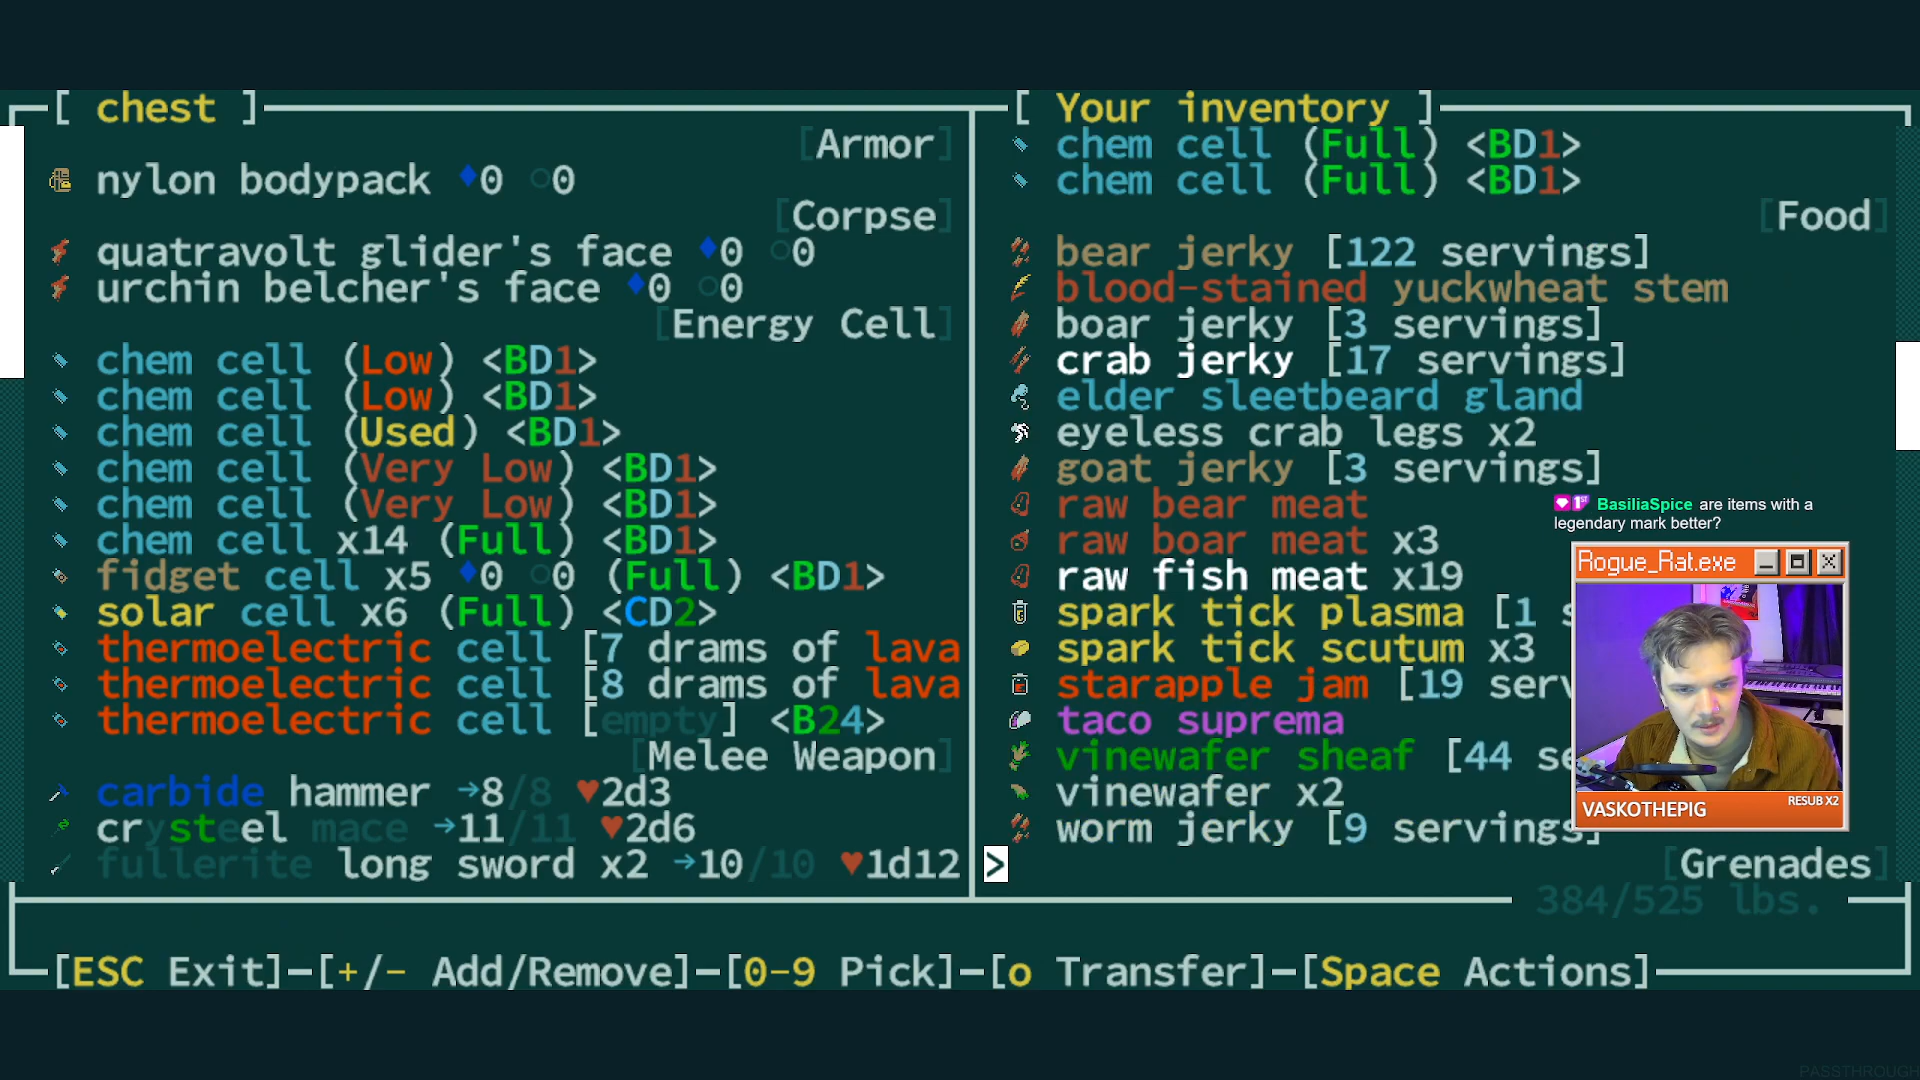 [ chest ]
[Armor]
nylon bodypack ♦0 ○0
[Corpse]
quatravolt glider's face ♦0 ○0
urchin belcher's face ♦0 ○0
[Energy Cell]
chem cell (Low) <BD1>
chem cell (Low) <BD1>
chem cell (Used) <BD1>
chem cell (Very Low) <BD1>
chem cell (Very Low) <BD1>
chem cell x14 (Full) <BD1>
fidget cell x5 ♦0 ○0 (Full) <BD1>
solar cell x6 (Full) <CD2>
thermoelectric cell [7 drams of lava
thermoelectric cell [8 drams of lava
thermoelectric cell [empty] <B24>
[Melee Weapon]
carbide hammer →8/8 ♥2d3
crysteel mace →11/11 ♥2d6
fullerite long sword x2 →10/10 ♥1d12
[ Your inventory ]
chem cell (Full) <BD1>
chem cell (Full) <BD1>
[Food]
bear jerky [122 servings]
blood-stained yuckwheat stem
boar jerky [3 servings]
crab jerky [17 servings]
elder sleetbeard gland
eyeless crab legs x2
goat jerky [3 servings]
raw bear meat
raw boar meat x3
raw fish meat x19
spark tick plasma [1 s
spark tick scutum x3
starapple jam [19 serv
taco suprema
vinewafer sheaf [44 se
vinewafer x2
worm jerky [9 servings]
> [Grenades]
384/525 lbs.
BasiliaSpice are items with a
legendary mark better?
Rogue_Rat.exe
VASKOTHEPIG RESUB X2
[ESC Exit]-[+/- Add/Remove]-[0-9 Pick]-[o Transfer]-[Space Actions]
PASSTHROUGH